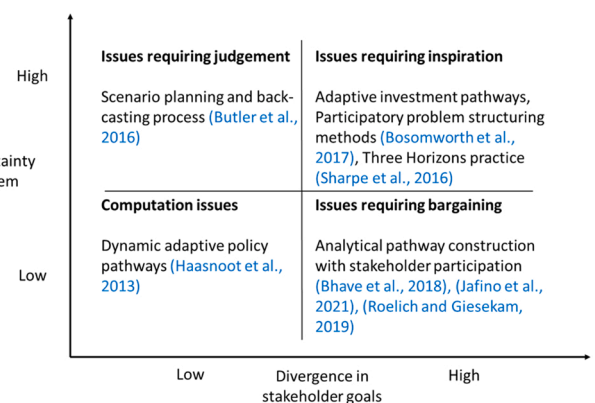 High
Issues requiring judgement
Scenario planning and back-
casting process (Butler et al.,
2016)
Issues requiring inspiration
Adaptive investment pathways,
Participatory problem structuring
methods (Bosomworth et al.,
2017), Three Horizons practice
(Sharpe et al., 2016)
Low
Computation issues
Dynamic adaptive policy
pathways (Haasnoot et al.,
2013)
Issues requiring bargaining
Analytical pathway construction
with stakeholder participation
(Bhave et al., 2018), (Jafino et al.,
2021), (Roelich and Giesekam,
2019)
Low
Divergence in
stakeholder goals
High